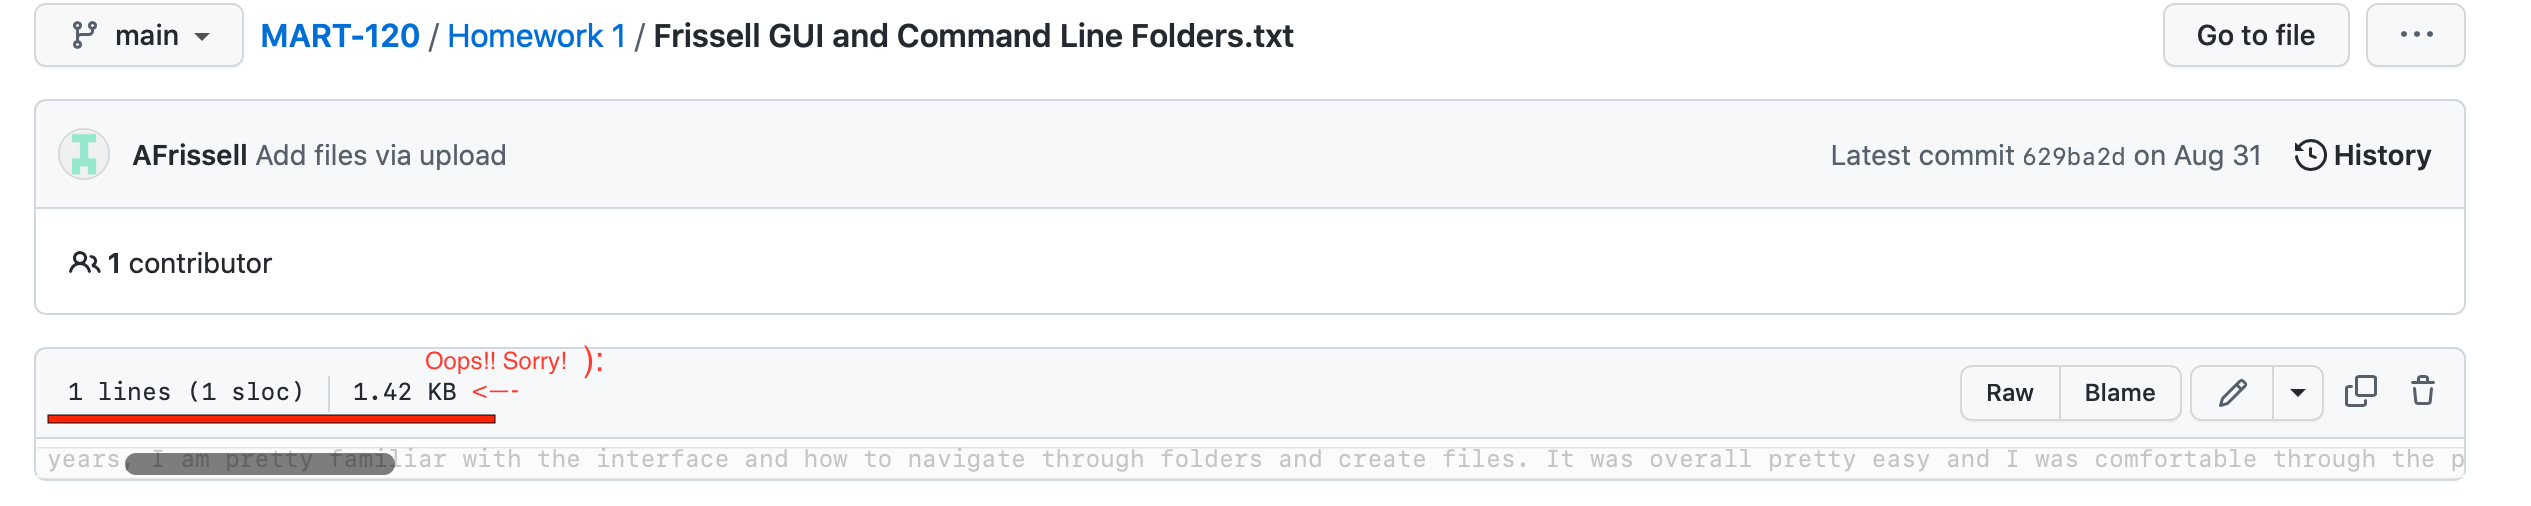 main MART-120 / Homework 1 / Frissell GUI and Command Line Folders.txt Go to file ...
AFrissell Add files via upload Latest commit 629ba2d on Aug 31 History
1 contributor
Oops!! Sorry! ):
1 lines (1 sloc) 1.42 KB <—- Raw Blame
years, I am pretty familiar with the interface and how to navigate through folders and create files. It was overall pretty easy and I was comfortable through the p